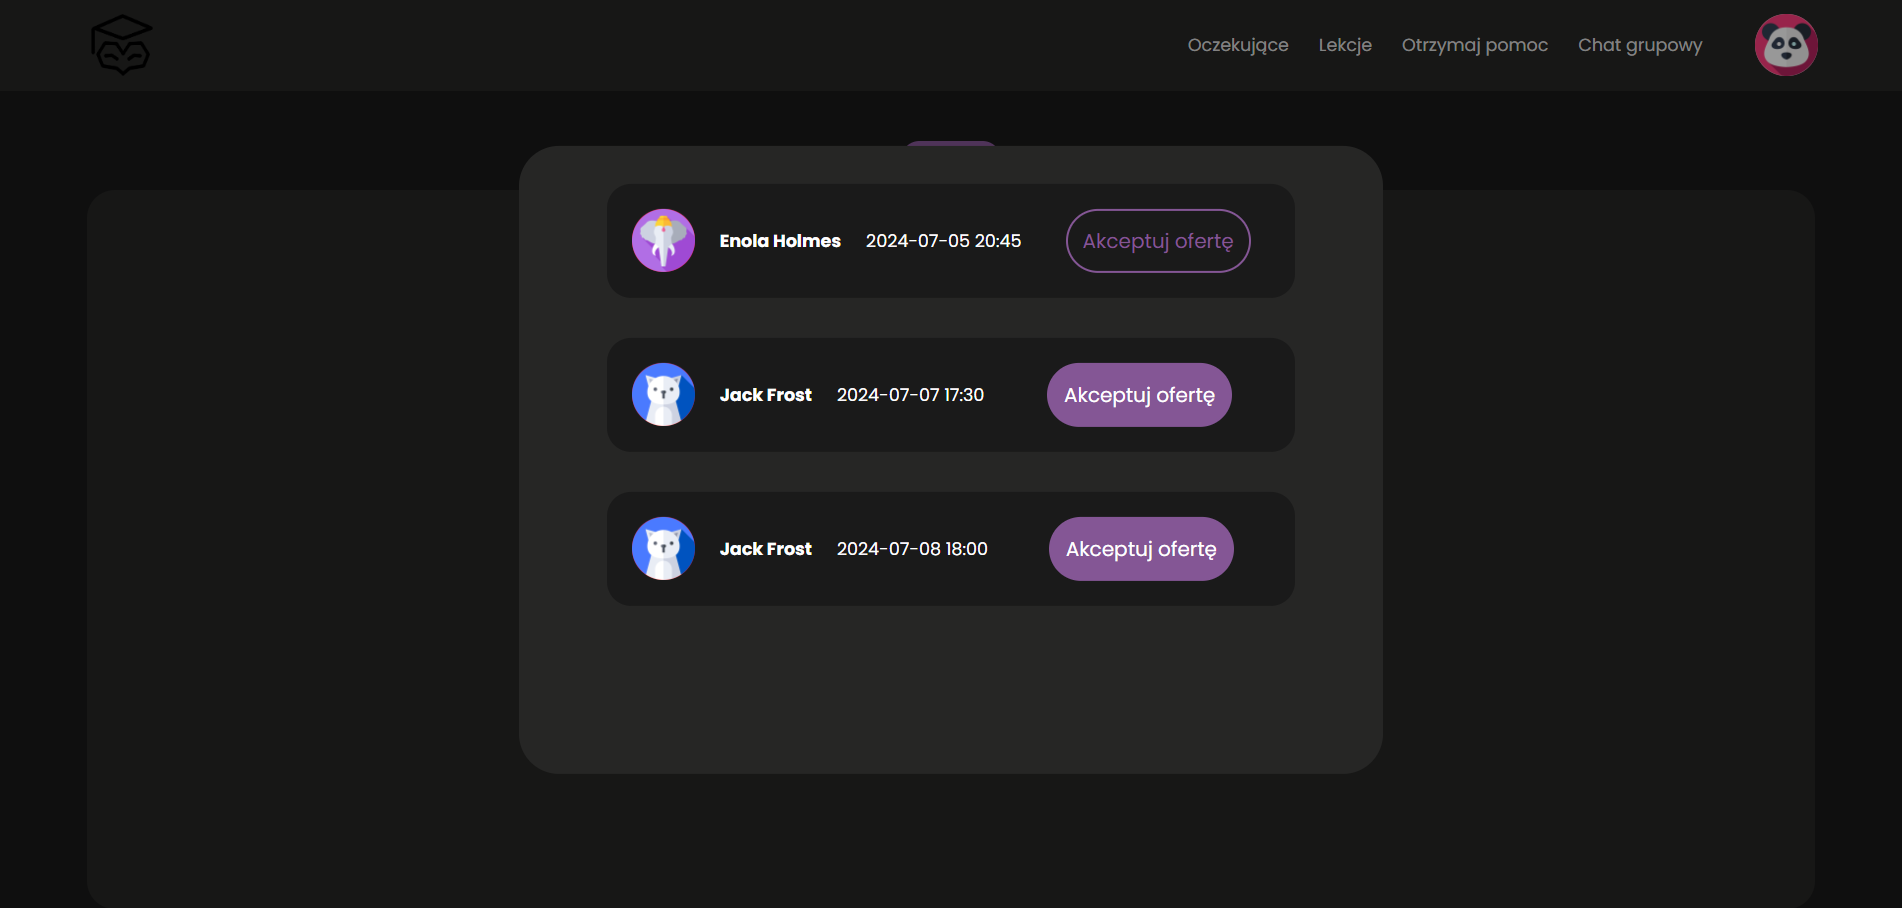 Oczekujące Lekcje Otrzymaj pomoc Chat grupowy
Enola Holmes 2024-07-05 20:45 Akceptuj ofertę
Jack Frost 2024-07-07 17:30 Akceptuj ofertę
Jack Frost 2024-07-08 18:00 Akceptuj ofertę